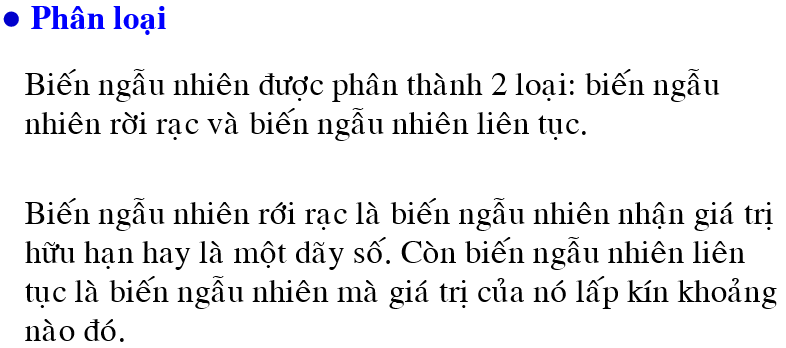 ● Phân loại
Biến ngẫu nhiên được phân thành 2 loại: biến ngẫu
nhiên rời rạc và biến ngẫu nhiên liên tục.
Biến ngẫu nhiên rới rạc là biến ngẫu nhiên nhận giá trị
hữu hạn hay là một dãy số. Còn biến ngẫu nhiên liên
tục là biến ngẫu nhiên mà giá trị của nó lấp kín khoảng
nào đó.